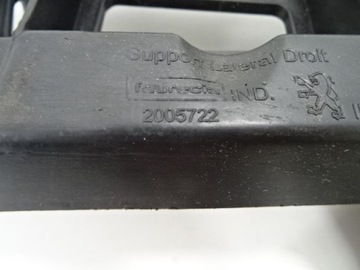 Support Lateral Droit
faurecia IND.
2005722